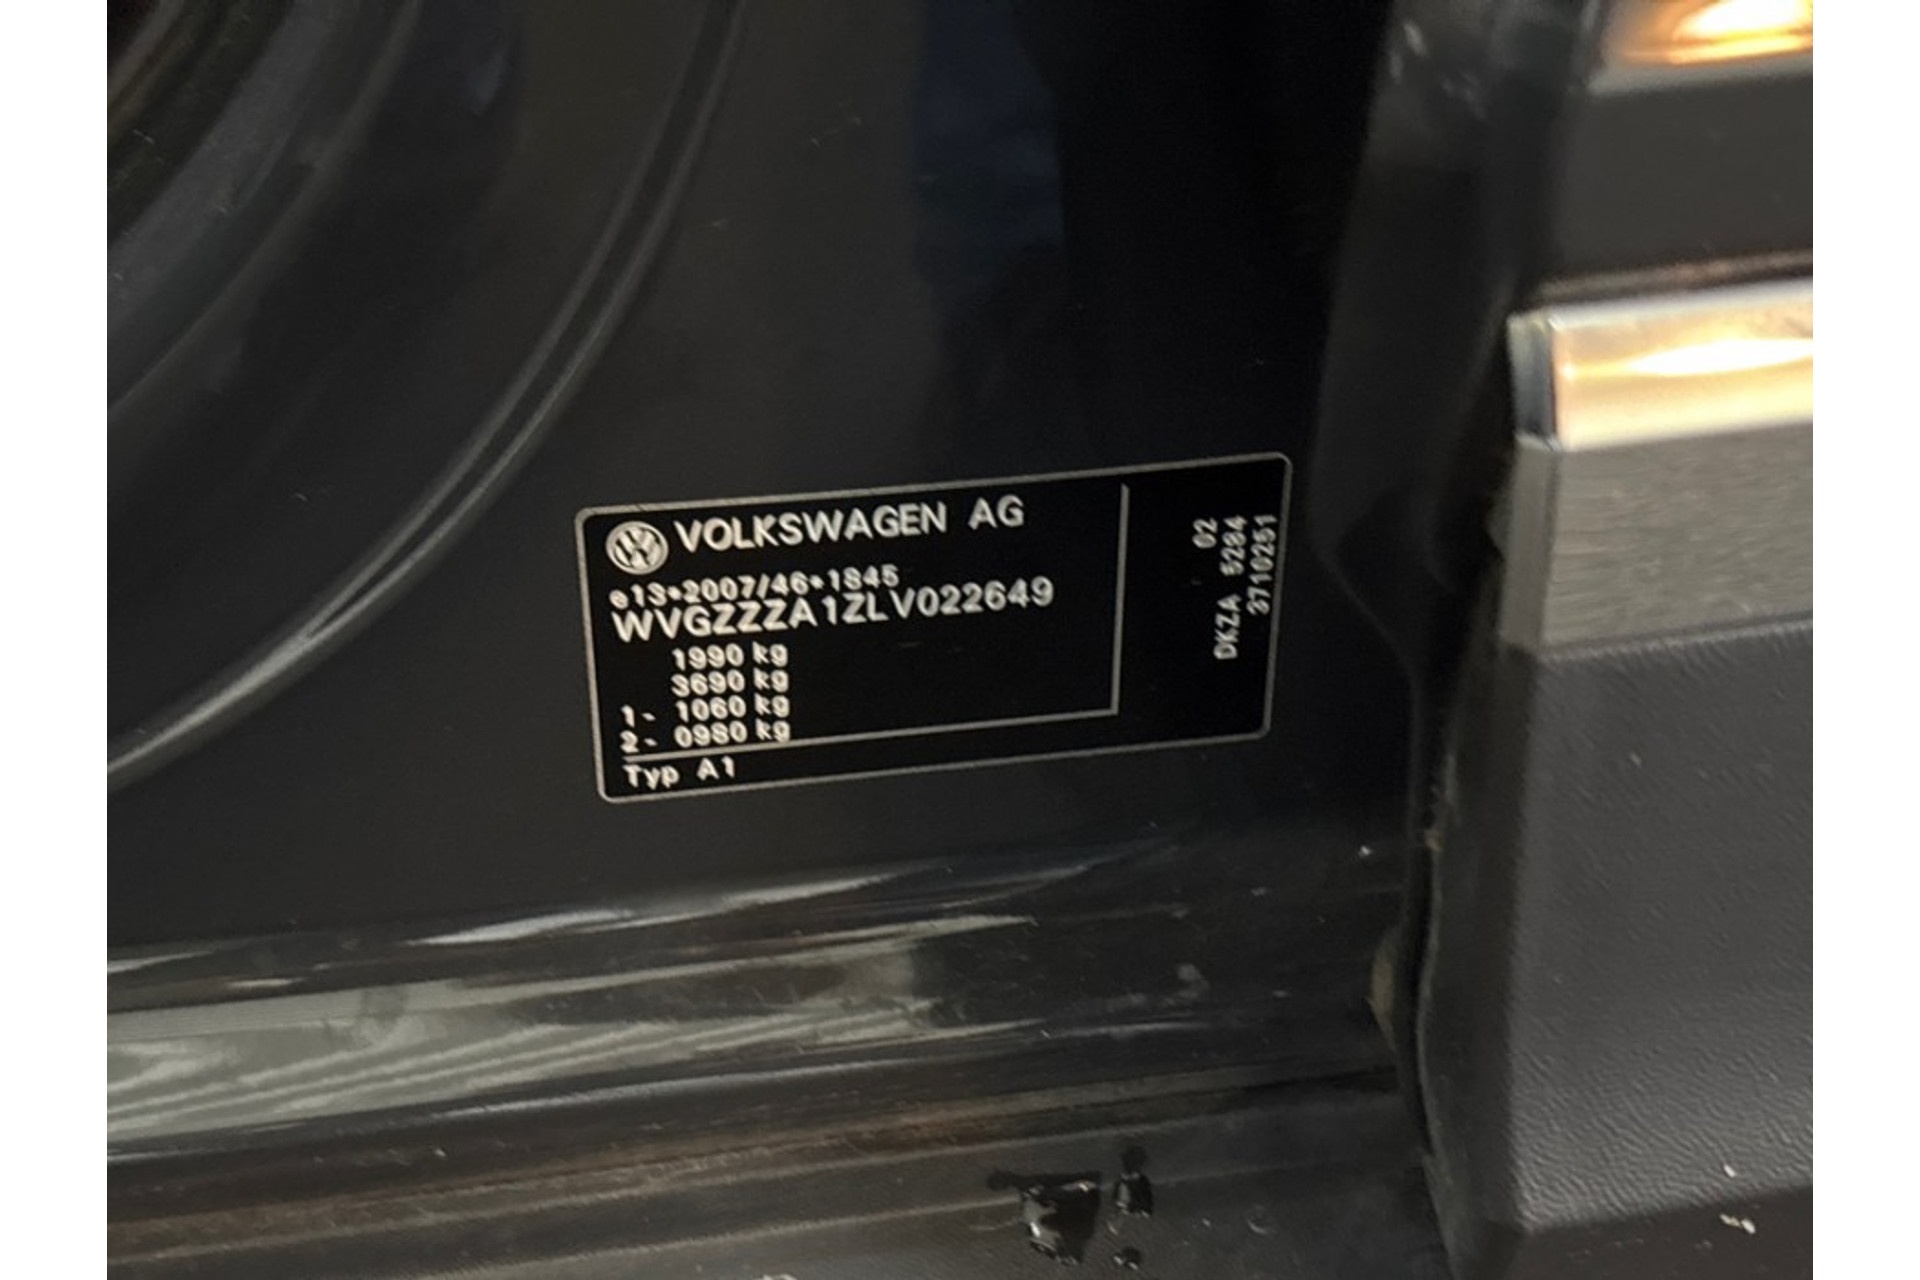 VOLKSWAGEN AG
e13*2007/46*1845
WVGZZZA1ZLV022649
1990 kg
3690 kg
1- 1060 kg
2- 0980 kg
Typ A1
02
DKZA 5284
3710251